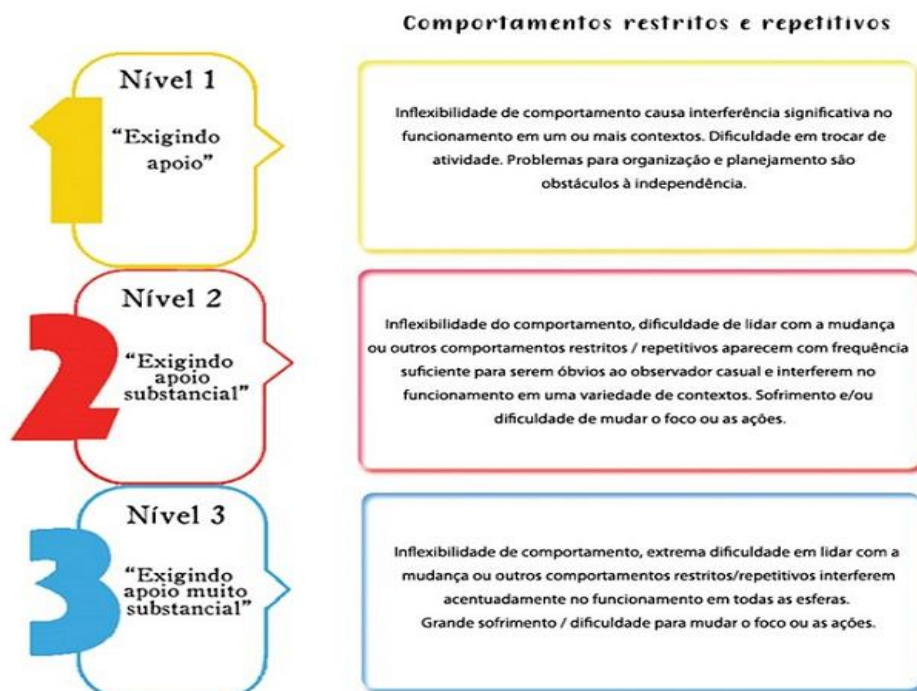 Comportamentos restritos e repetitivos
1
Nível 1
“Exigindo
apoio”
Inflexibilidade de comportamento causa interferência significativa no
funcionamento em um ou mais contextos. Dificuldade em trocar de
atividade. Problemas para organização e planejamento são
obstáculos à independência.
2
Nível 2
“Exigindo
apoio
substancial”
Inflexibilidade do comportamento, dificuldade de lidar com a mudança
ou outros comportamentos restritos / repetitivos aparecem com frequência
suficiente para serem óbvios ao observador casual e interferem no
funcionamento em uma variedade de contextos. Sofrimento e/ou
dificuldade de mudar o foco ou as ações.
3
Nível 3
“Exigindo
apoio muito
substancial”
Inflexibilidade de comportamento, extrema dificuldade em lidar com a
mudança ou outros comportamentos restritos/repetitivos interferem
acentuadamente no funcionamento em todas as esferas.
Grande sofrimento / dificuldade para mudar o foco ou as ações.